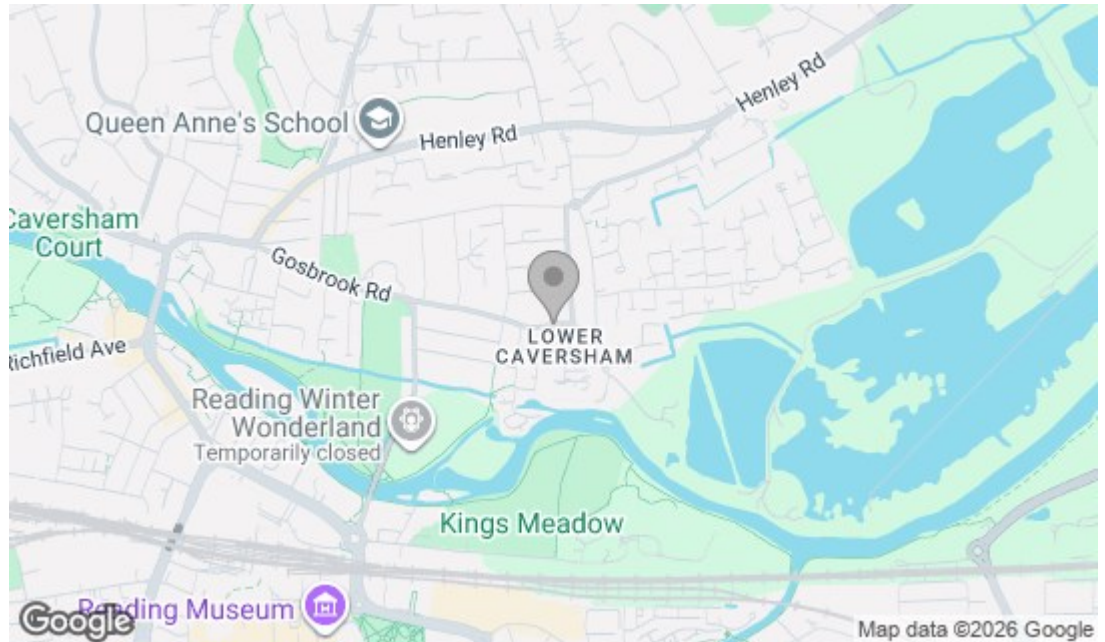 Henley Rd
Queen Anne's School
Henley Rd
Caversham
Court
Gosbrook Rd
LOWER
CAVERSHAM
Richfield Ave
Reading Winter
Wonderland
Temporarily closed
Kings Meadow
Reading Museum
Google
Map data ©2026 Google